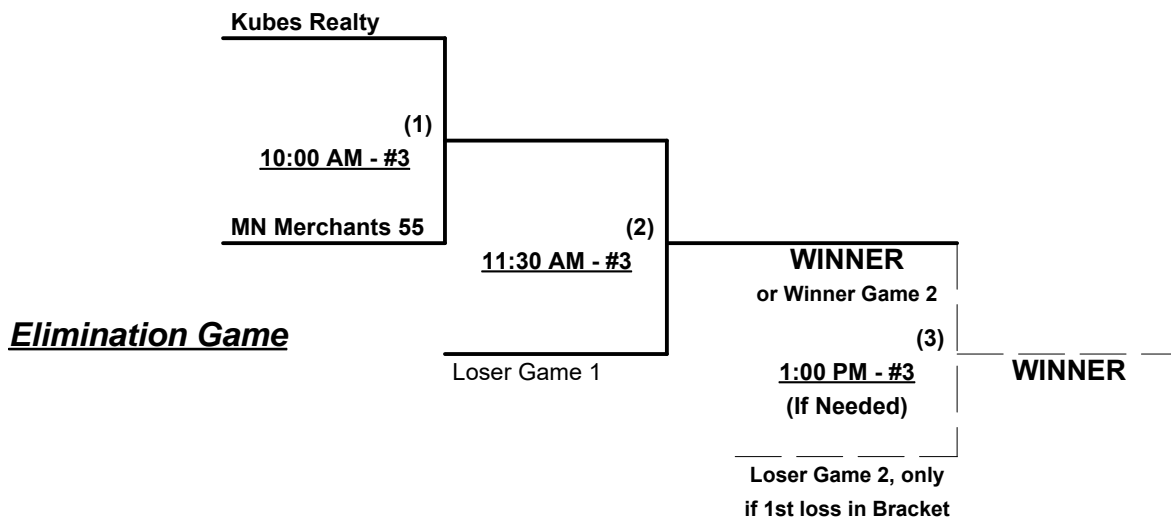 Kubes Realty
(1)
10:00 AM - #3
MN Merchants 55
(2)
11:30 AM - #3
WINNER
or Winner Game 2
Elimination Game
(3)
Loser Game 1
1:00 PM - #3
WINNER
(If Needed)
Loser Game 2, only
if 1st loss in Bracket